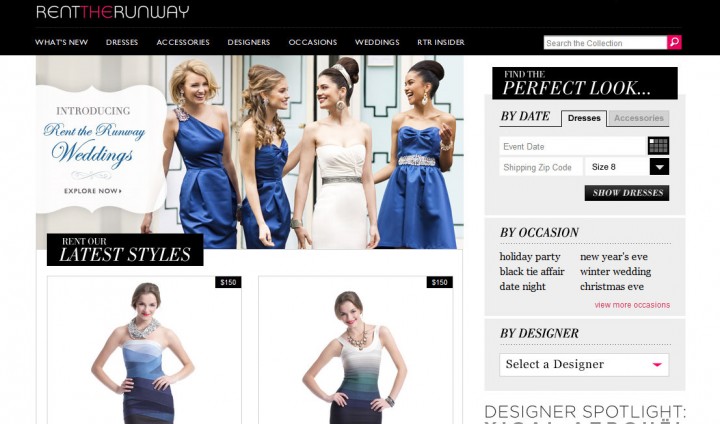 RENTTHERUNWAY
WHAT'S NEW DRESSES ACCESSORIES DESIGNERS OCCASIONS WEDDINGS RTR INSIDER
Search the Collection
INTRODUCING
Rent the Runway
Weddings
EXPLORE NOW
RENT OUR
LATEST STYLES
$150
$150
FIND THE
PERFECT LOOK...
BY DATE Dresses Accessories
Event Date
Shipping Zip Code Size 8
SHOW DRESSES
BY OCCASION
holiday party new year's eve
black tie affair winter wedding
date night christmas eve
view more occasions
BY DESIGNER
Select a Designer
DESIGNER SPOTLIGHT: